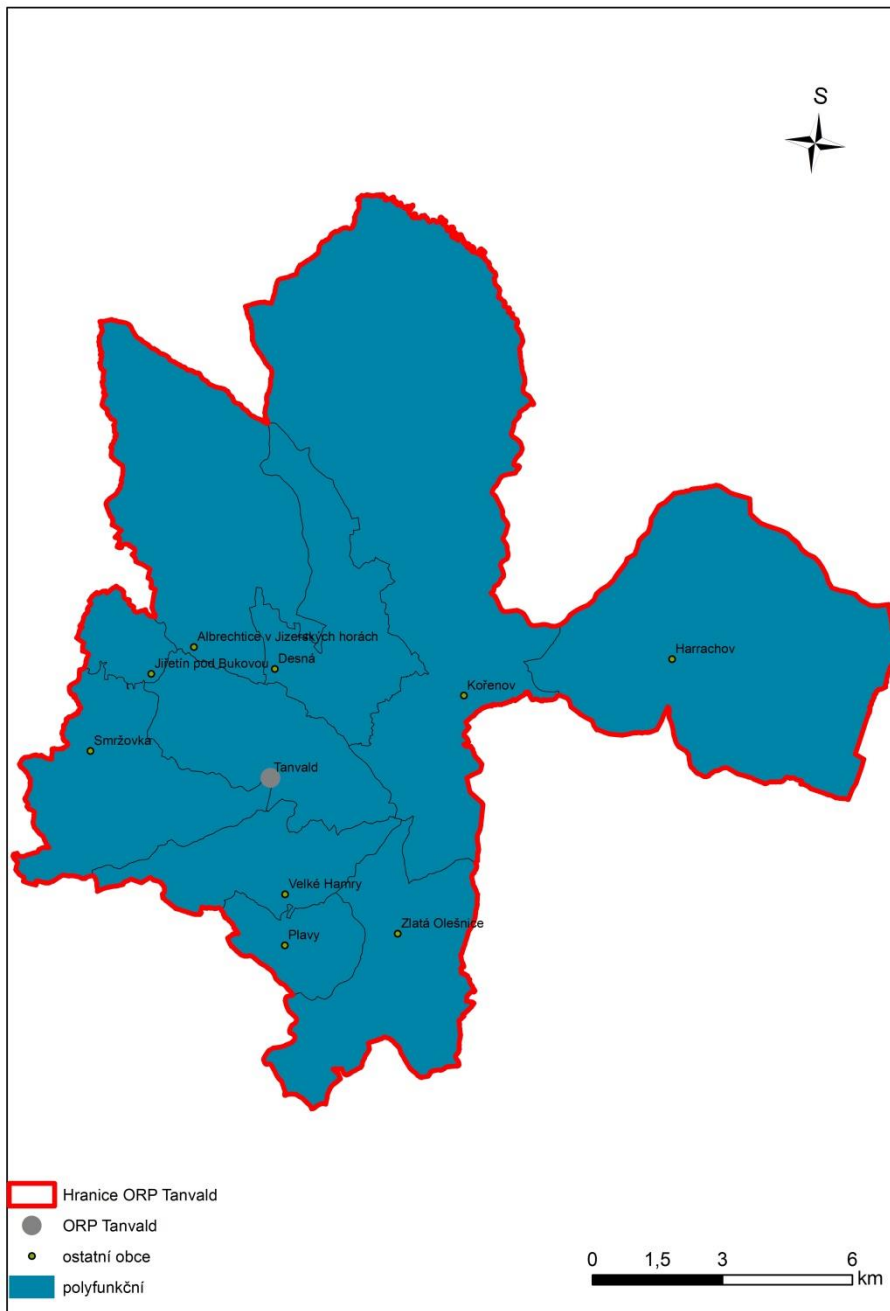 S
Albrechtice v Jizerských horách
Jiřetín pod Bukovou
Desná
Harrachov
Kořenov
Smržovka
Tanvald
Velké Hamry
Zlatá Olešnice
Plavy
Hranice ORP Tanvald
ORP Tanvald
ostatní obce
polyfunkční
0 1,5 3 6
km